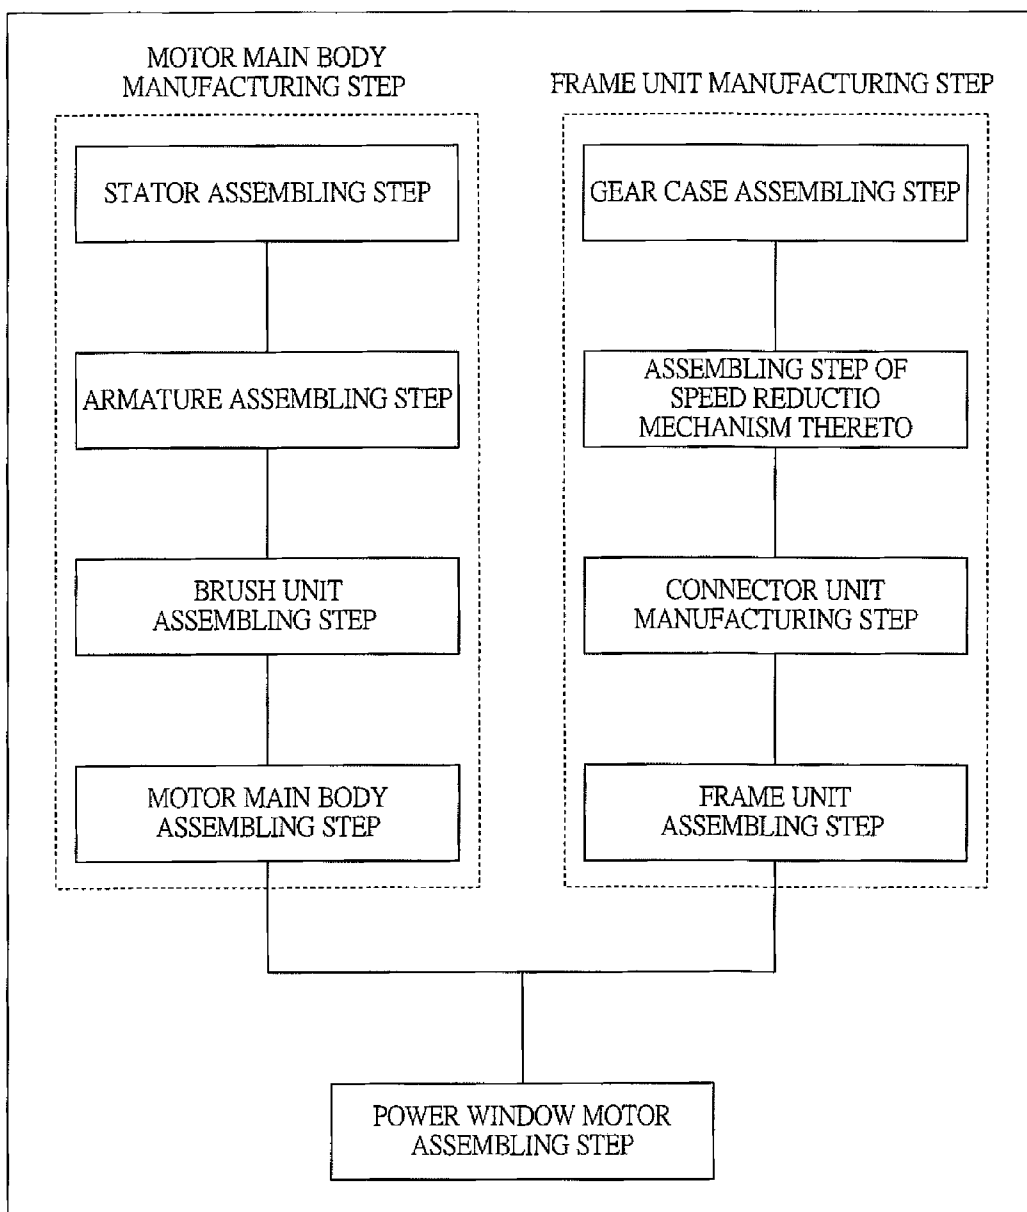 MOTOR MAIN BODY
MANUFACTURING STEP
STATOR ASSEMBLING STEP
ARMATURE ASSEMBLING STEP
BRUSH UNIT
ASSEMBLING STEP
MOTOR MAIN BODY
ASSEMBLING STEP
FRAME UNIT MANUFACTURING STEP
GEAR CASE ASSEMBLING STEP
ASSEMBLING STEP OF
SPEED REDUCTIO
MECHANISM THERETO
CONNECTOR UNIT
MANUFACTURING STEP
FRAME UNIT
ASSEMBLING STEP
POWER WINDOW MOTOR
ASSEMBLING STEP